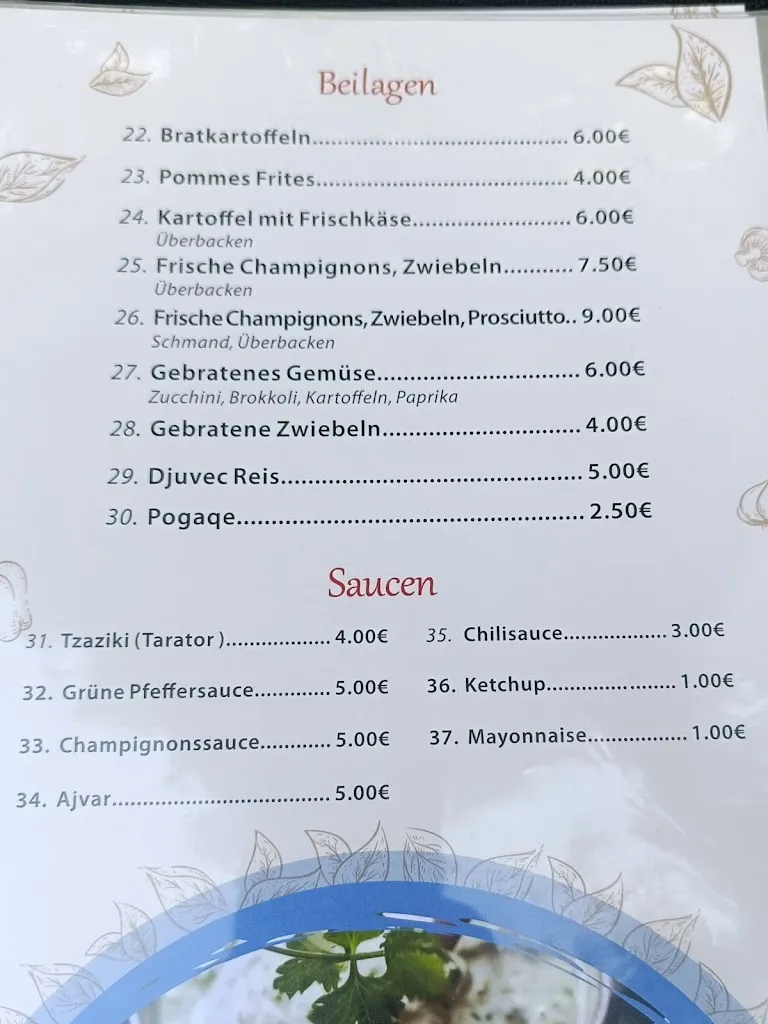 Beilagen
22. Bratkartoffeln................................................ 6.00€
23. Pommes Frites............................................... 4.00€
24. Kartoffel mit Frischkäse............................. 6.00€
Überbacken
25. Frische Champignons, Zwiebeln........... 7.50€
Überbacken
26. Frische Champignons, Zwiebeln, Prosciutto.. 9.00€
Schmand, Überbacken
27. Gebratenes Gemüse................................. 6.00€
Zucchini, Brokkoli, Kartoffeln, Paprika
28. Gebratene Zwiebeln................................ 4.00€
29. Djuvec Reis.................................................. 5.00€
30. Pogaqe......................................................... 2.50€
Saucen
31. Tzaziki (Tarator )................. 4.00€
32. Grüne Pfeffersauce............ 5.00€
33. Champignonssauce........... 5.00€
34. Ajvar................................... 5.00€
35. Chilisauce................. 3.00€
36. Ketchup...................... 1.00€
37. Mayonnaise................. 1.00€